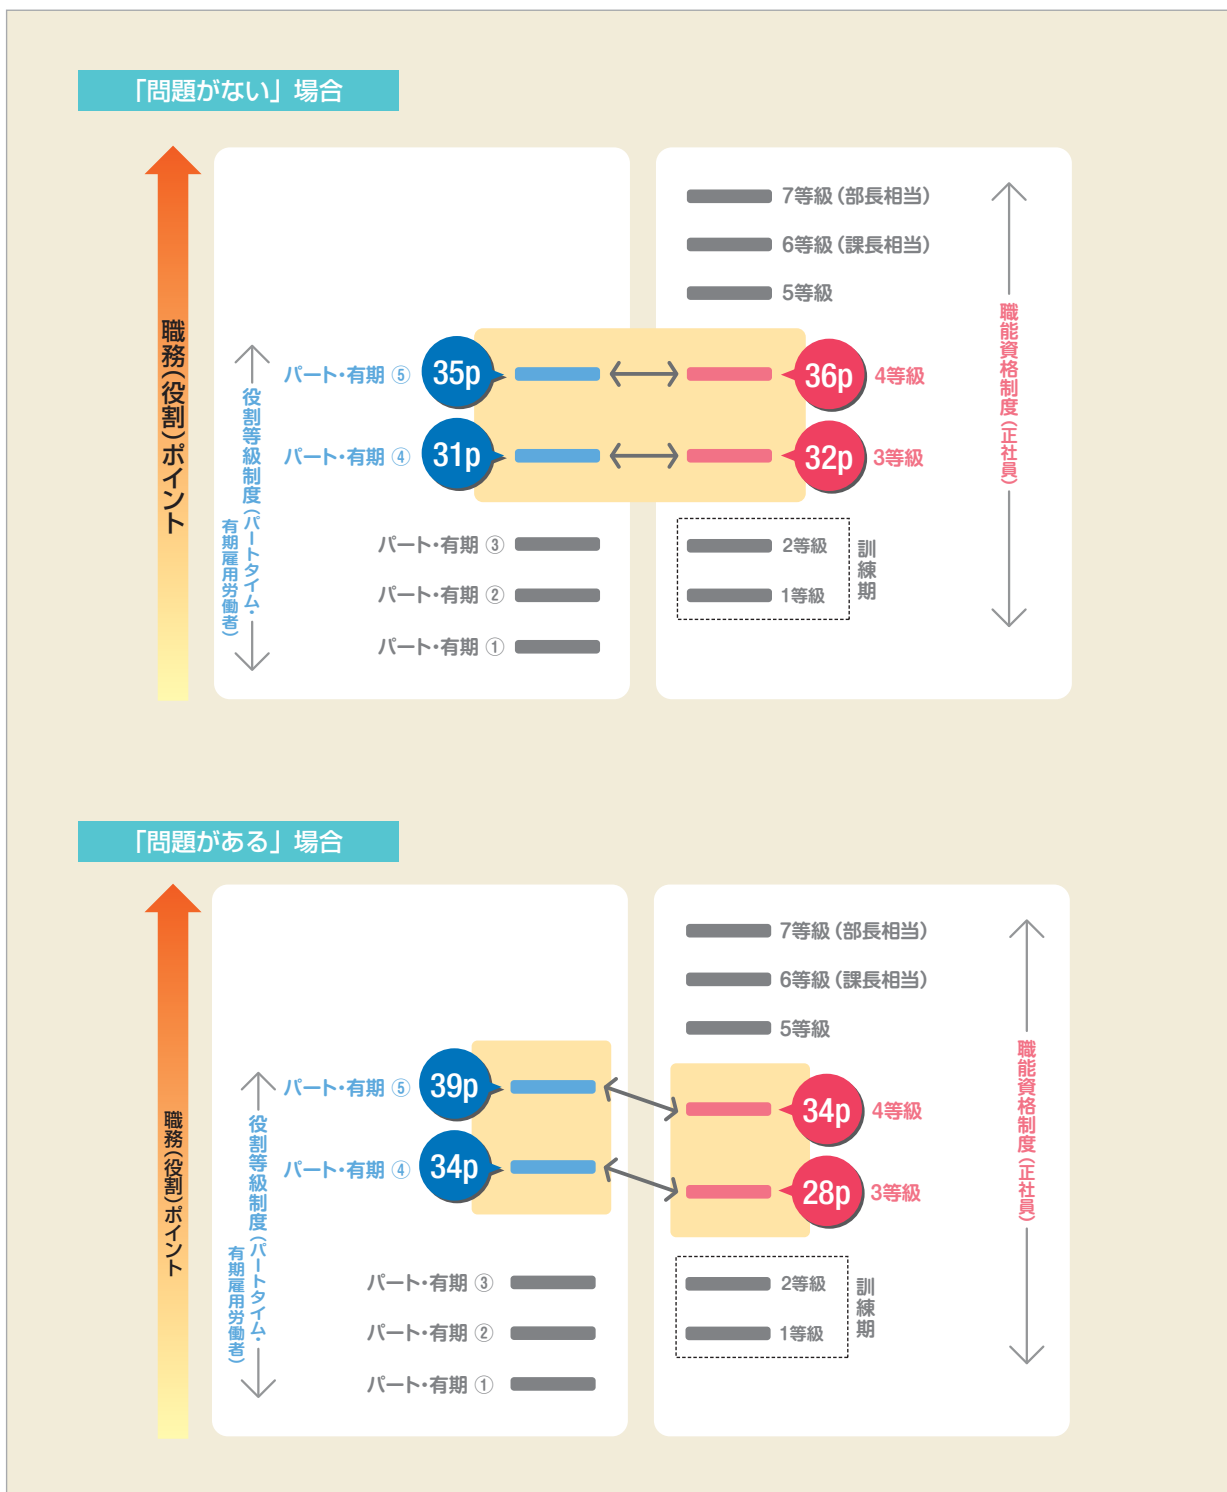 「問題がない」場合
職務(役割)ポイント
役割等級制度(パートタイム・
有期雇用労働者)
パート・有期 ⑤
35p
パート・有期 ④
31p
パート・有期 ③
パート・有期 ②
パート・有期 ①
7等級(部長相当)
6等級(課長相当)
5等級
36p
4等級
32p
3等級
2等級
1等級
訓練期
職能資格制度(正社員)
「問題がある」場合
職務(役割)ポイント
役割等級制度(パートタイム・
有期雇用労働者)
パート・有期 ⑤
39p
パート・有期 ④
34p
パート・有期 ③
パート・有期 ②
パート・有期 ①
7等級(部長相当)
6等級(課長相当)
5等級
34p
4等級
28p
3等級
2等級
1等級
訓練期
職能資格制度(正社員)